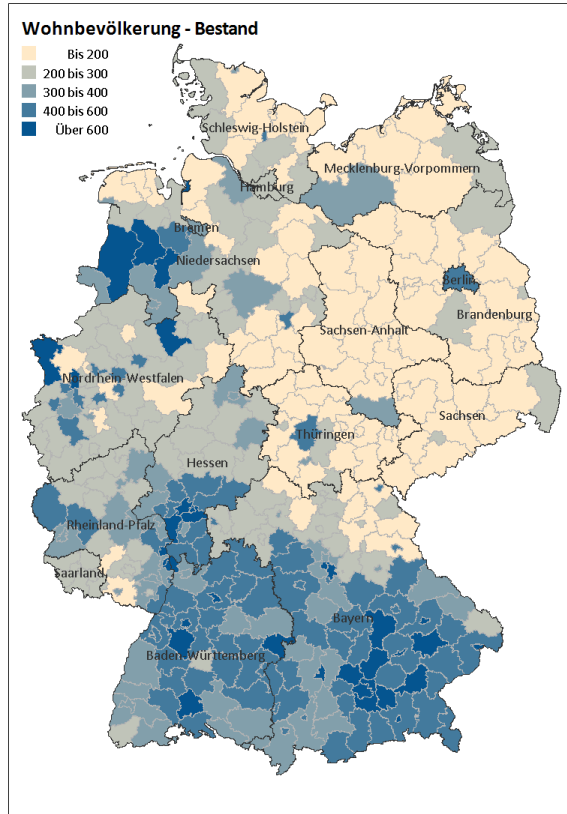 Wohnbevölkerung - Bestand
Bis 200
200 bis 300
300 bis 400
400 bis 600
Über 600
Schleswig-Holstein
Mecklenburg-Vorpommern
Hamburg
Bremen
Niedersachsen
Berlin
Brandenburg
Sachsen-Anhalt
Nordrhein-Westfalen
Sachsen
Thüringen
Hessen
Rheinland-Pfalz
Saarland
Bayern
Baden-Württemberg